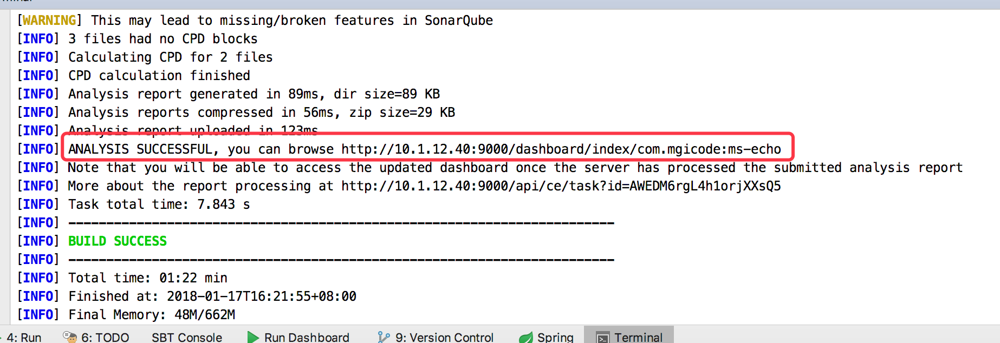 [WARNING] This may lead to missing/broken features in SonarQube
[INFO] 3 files had no CPD blocks
[INFO] Calculating CPD for 2 files
[INFO] CPD calculation finished
[INFO] Analysis report generated in 89ms, dir size=89 KB
[INFO] Analysis reports compressed in 56ms, zip size=29 KB
[INFO] Analysis report uploaded in 123ms
[INFO] ANALYSIS SUCCESSFUL, you can browse http://10.1.12.40:9000/dashboard/index/com.mgicode:ms-echo
[INFO] Note that you will be able to access the updated dashboard once the server has processed the submitted analysis report
[INFO] More about the report processing at http://10.1.12.40:9000/api/ce/task?id=AWEDM6rgL4h1orjXXsQ5
[INFO] Task total time: 7.843 s
[INFO] ------------------------------------------------------------------------
[INFO] BUILD SUCCESS
[INFO] ------------------------------------------------------------------------
[INFO] Total time: 01:22 min
[INFO] Finished at: 2018-01-17T16:21:55+08:00
[INFO] Final Memory: 48M/662M
4: Run 6: TODO SBT Console Run Dashboard 9: Version Control Spring Terminal